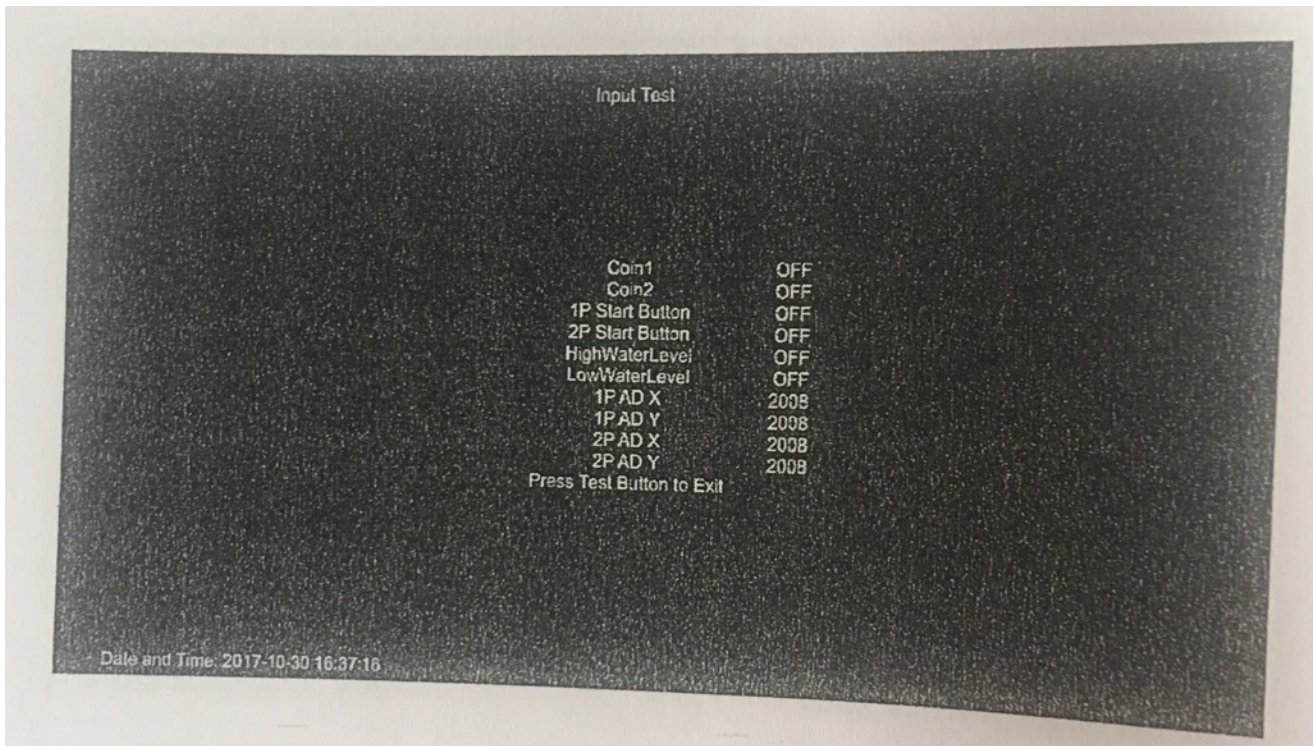 Input Test
Coin1 OFF
Coin2 OFF
1P Start Button OFF
2P Start Button OFF
HighWaterLevel OFF
LowWaterLevel OFF
1P AD X 2008
1P AD Y 2008
2P AD X 2008
2P AD Y 2008
Press Test Button to Exit
Date and Time: 2017-10-30 16:37:16